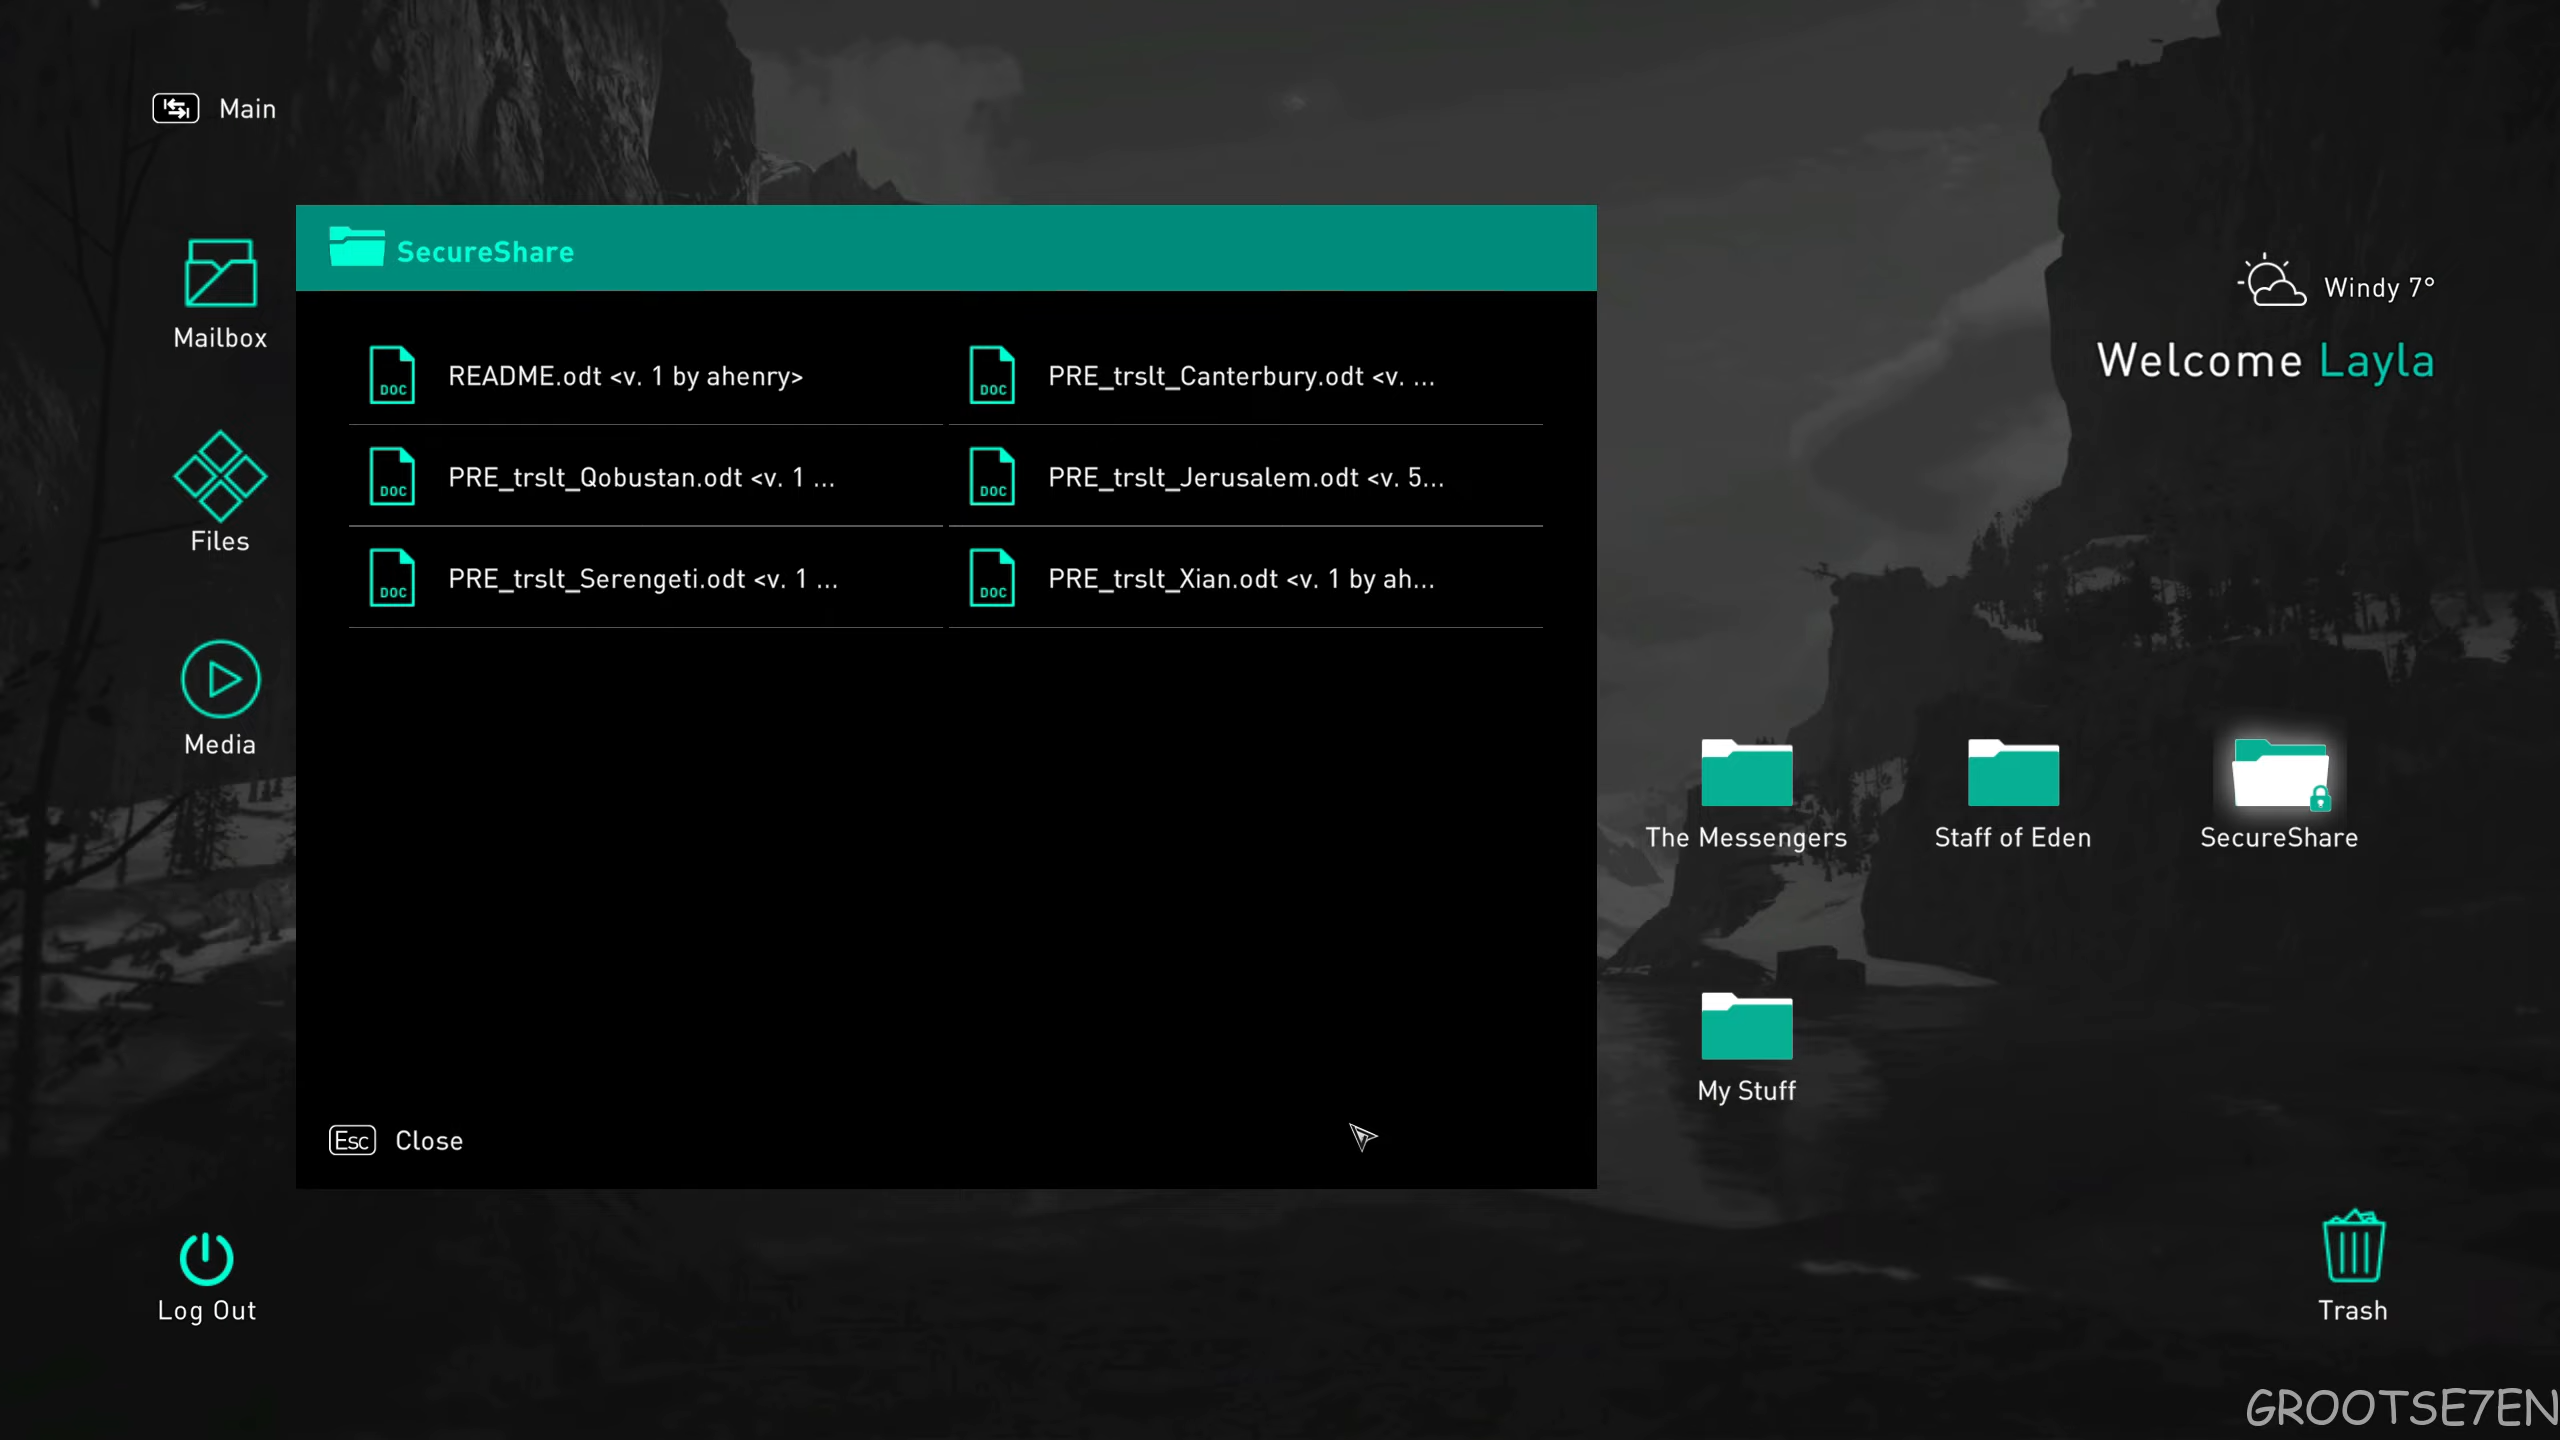 Main
Mailbox
Files
Media
SecureShare
DOC README.odt <v. 1 by ahenry>
DOC PRE_trslt_Canterbury.odt <v. ...
DOC PRE_trslt_Qobustan.odt <v. 1 ...
DOC PRE_trslt_Jerusalem.odt <v. 5...
DOC PRE_trslt_Serengeti.odt <v. 1 ...
DOC PRE_trslt_Xian.odt <v. 1 by ah...
Esc Close
Windy 7°
Welcome Layla
The Messengers
Staff of Eden
SecureShare
My Stuff
Log Out
Trash
GROOTSE7EN